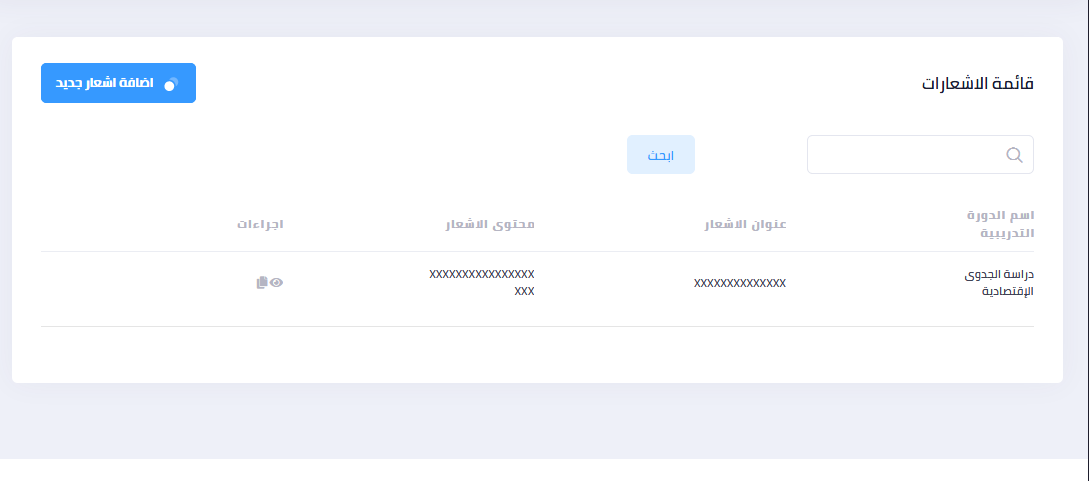 قائمة الاشعارات
اضافة اشعار جديد
ابحث
اسم الدورة
التدريبية
عنوان الاشعار
محتوى الاشعار
اجراءات
دراسة الجدوى
الإقتصادية
XXXXXXXXXXXXXX
XXXXXXXXXXXXXXXX
XXX